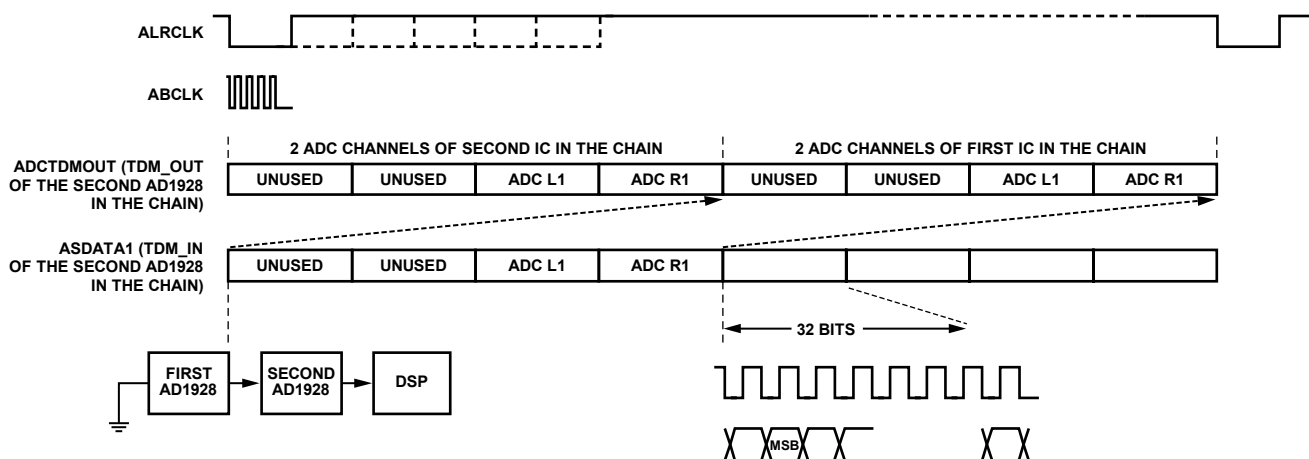 ALRCLK
ABCLK
2 ADC CHANNELS OF SECOND IC IN THE CHAIN
2 ADC CHANNELS OF FIRST IC IN THE CHAIN
ADCTDMOUT (TDM_OUT
OF THE SECOND AD1928
IN THE CHAIN)
UNUSED
UNUSED
ADC L1
ADC R1
UNUSED
UNUSED
ADC L1
ADC R1
ASDATA1 (TDM_IN
OF THE SECOND AD1928
IN THE CHAIN)
UNUSED
UNUSED
ADC L1
ADC R1
32 BITS
FIRST
AD1928
SECOND
AD1928
DSP
MSB